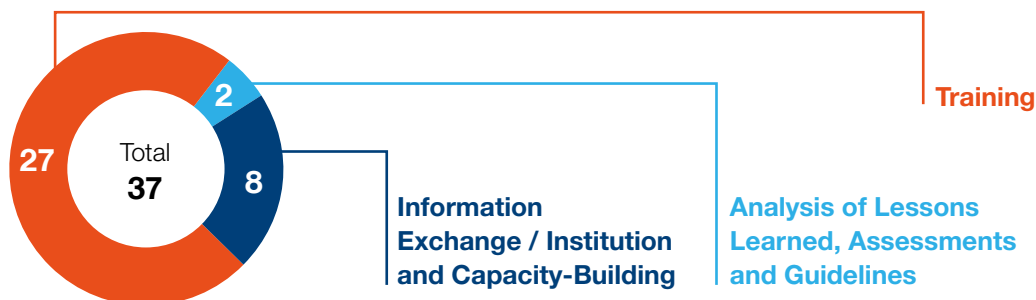 27
Total
37
2
8
Training
Information
Exchange / Institution
and Capacity-Building
Analysis of Lessons
Learned, Assessments
and Guidelines